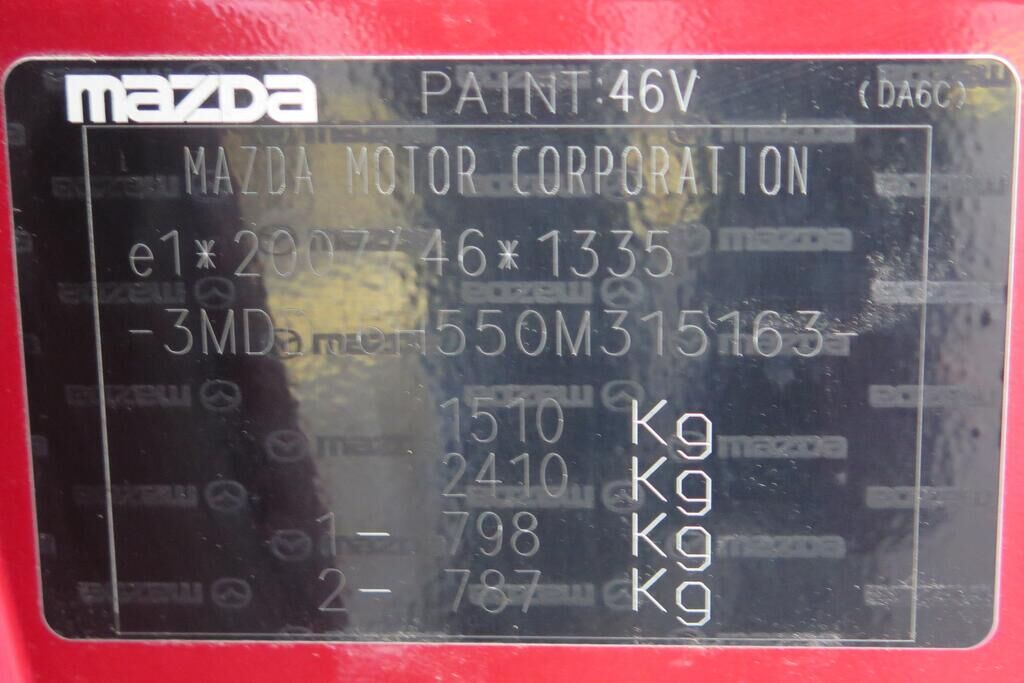 mazda PAINT:46V (DA6C)
MAZDA MOTOR CORPORATION
e1*2007/46*1335
1510 Kg
2410 Kg
1- 798 Kg
2- 787 Kg